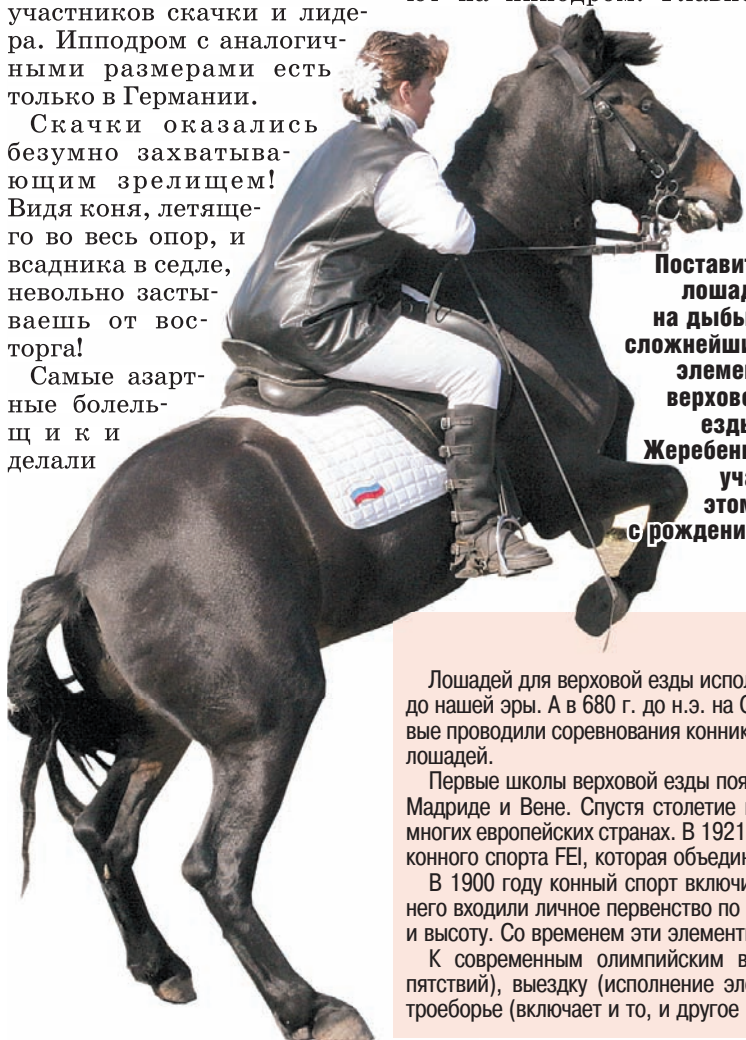 участников скачки и лиде-
ра. Ипподром с аналогич-
ными размерами есть
только в Германии.
Скачки оказались
безумно захватыва-
ющим зрелищем!
Видя коня, летяще-
го во весь опор, и
всадника в седле,
невольно засты-
ваешь от вос-
торга!
Самые азарт-
ные болель-
щики
делали
Поставит
лошад
на дыбы
сложнейши
элемен
верхово
езды
Жеребени
уча
этом
с рождени
Лошадей для верховой езды испол
до нашей эры. А в 680 г. до н.э. на О
вые проводили соревнования конник
лошадей.
Первые школы верховой езды поя
Мадриде и Вене. Спустя столетие
многих европейских странах. В 1921
конного спорта FEI, которая объедин
В 1900 году конный спорт включи
него входили личное первенство по
и высоту. Со временем эти элемент
К современным олимпийским в
пятствий), выездку (исполнение эле
троеборье (включает и то, и другое